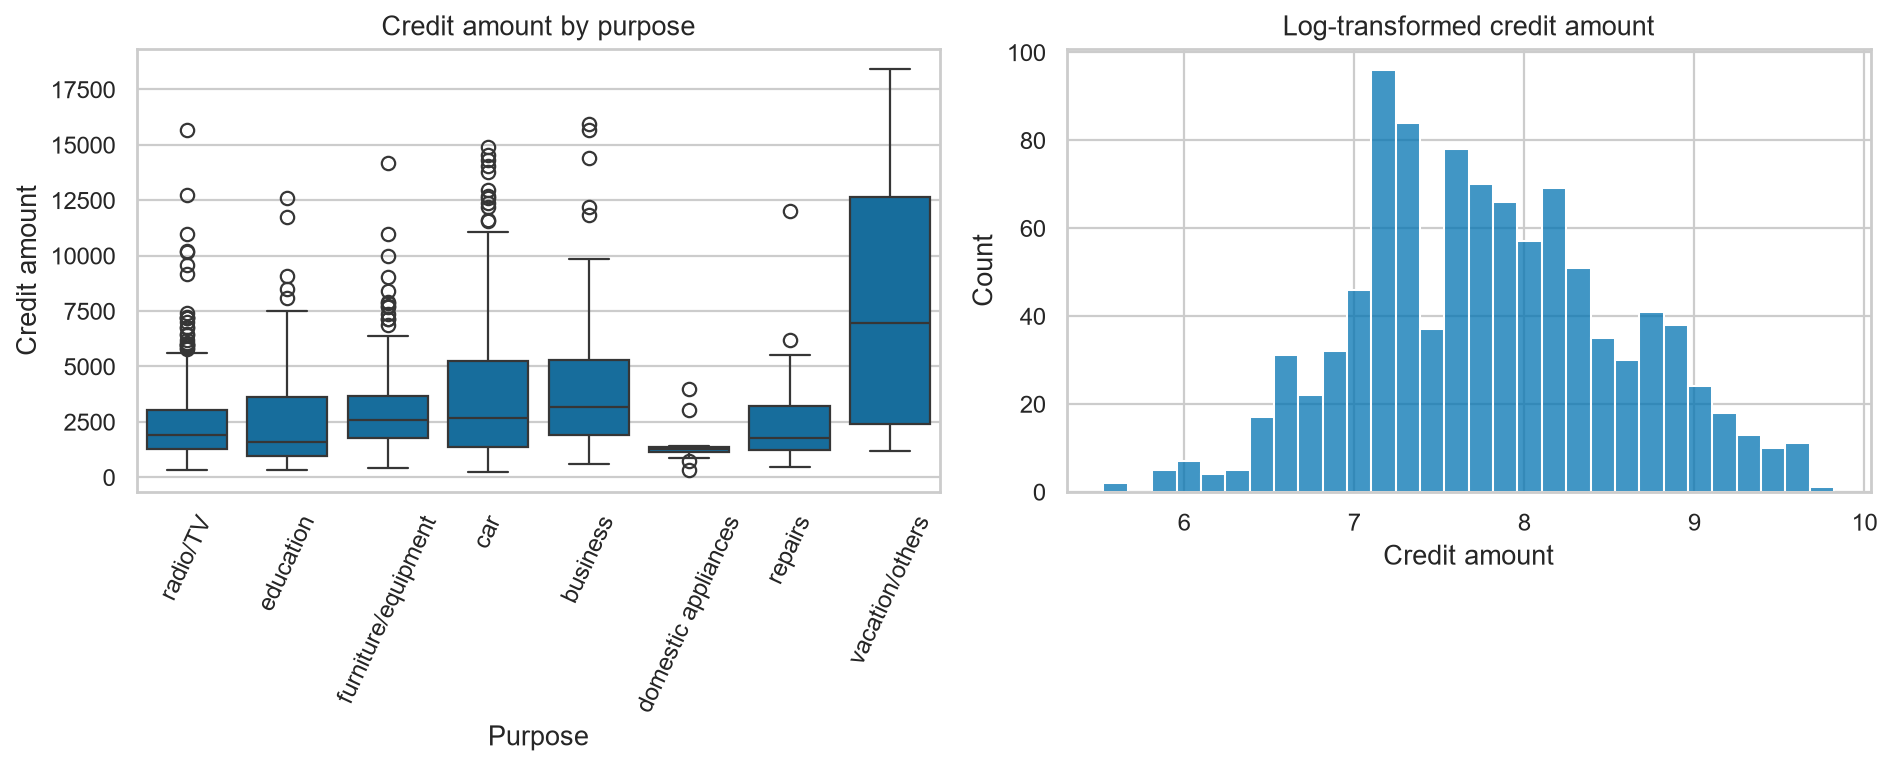 Credit amount by purpose
Credit amount
17500
15000
12500
10000
7500
5000
2500
0
radio/TV
education
furniture/equipment
car
business
domestic appliances
repairs
vacation/others
Purpose
Log-transformed credit amount
Count
100
80
60
40
20
0
6
7
8
9
10
Credit amount